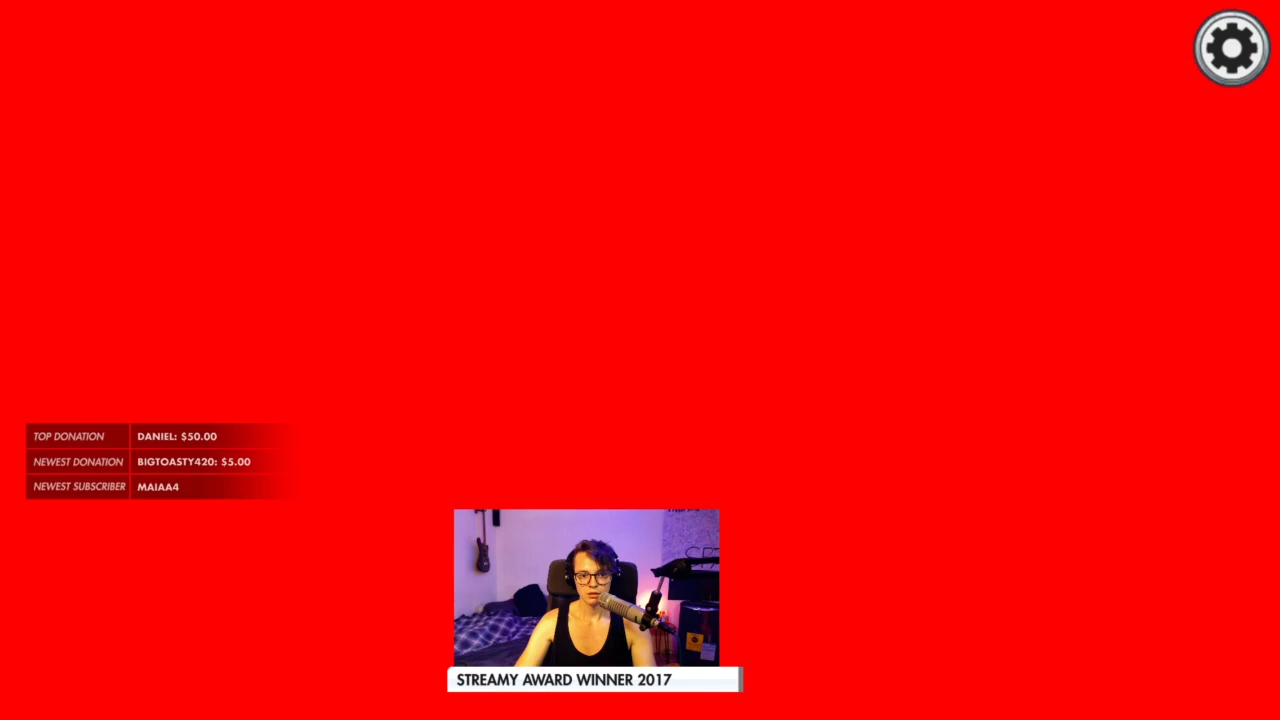 TOP DONATION DANIEL: $50.00
NEWEST DONATION BIGTOASTY420: $5.00
NEWEST SUBSCRIBER MAIAA4
STREAMY AWARD WINNER 2017